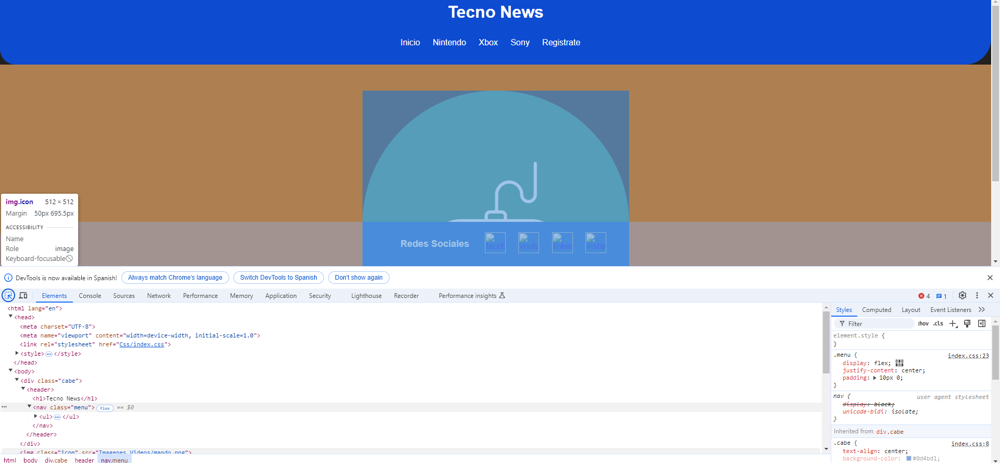 Tecno News
Inicio Nintendo Xbox Sony Registrate
img.icon 512 × 512
Margin 50px 695.5px
ACCESSIBILITY
Name
Role image
Keyboard-focusable
Redes Sociales faceb youtu linked insta
DevTools is now available in Spanish! Always match Chrome's language Switch DevTools to Spanish Don't show again
Elements Console Sources Network Performance Memory Application Security Lighthouse Recorder Performance insights 4 1
<html lang="en">
<head>
<meta charset="UTF-8">
<meta name="viewport" content="width=device-width, initial-scale=1.0">
<link rel="stylesheet" href="Css/index.css">
<style>…</style>
</head>
<body>
<div class="cabe">
<header>
<h1>Tecno News</h1>
… <nav class="menu"> flex == $0
<ul>…</ul>
</nav>
</header>
</div>
<img class="icon" src="Imagenes_Videos/mando.png">
html body div.cabe header nav.menu
Styles Computed Layout Event Listeners
Filter :hov .cls
element.style {
}
.menu { index.css:23
display: flex;
justify-content: center;
padding: 10px 0;
}
nav { user agent stylesheet
display: block;
unicode-bidi: isolate;
}
Inherited from div.cabe
.cabe { index.css:8
text-align: center;
background-color: #0d4bd1;